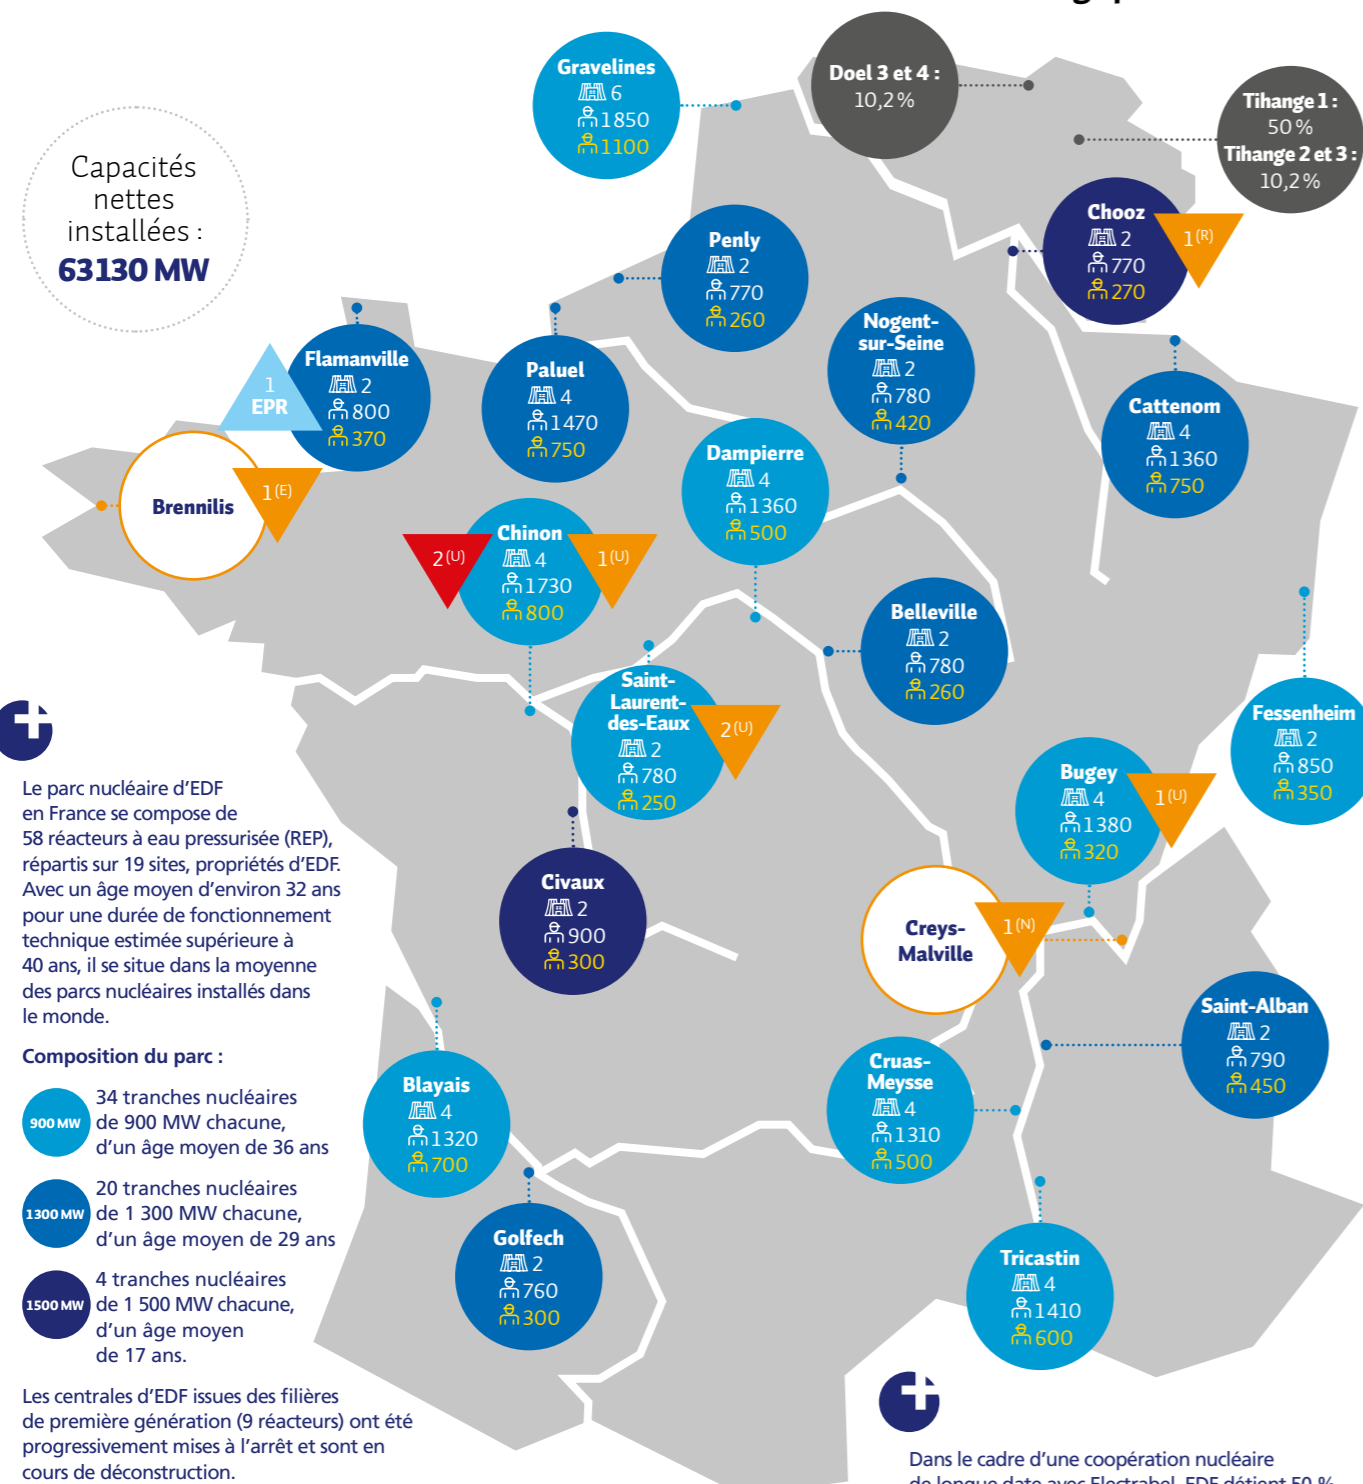 Gravelines
6
1850
1100
Doel 3 et 4 :
10,2 %
Tihange 1 :
50 %
Tihange 2 et 3 :
10,2 %
Capacités
nettes
installées :
63130 MW
Chooz
2
770
270
1(R)
Penly
2
770
260
Nogent-
sur-Seine
2
780
420
Flamanville
2
800
370
1
EPR
Paluel
4
1470
750
Cattenom
4
1360
750
Dampierre
4
1360
500
Brennilis
1(E)
2(U)
Chinon
4
1730
800
1(U)
Belleville
2
780
260
Saint-
Laurent-
des-Eaux
2
780
250
2(U)
Fessenheim
2
850
350
Bugey
4
1380
320
1(U)
Civaux
2
900
300
Creys-
Malville
1(N)
Saint-Alban
2
790
450
Blayais
4
1320
700
Cruas-
Meysse
4
1310
500
Golfech
2
760
300
Tricastin
4
1410
600
Le parc nucléaire d'EDF
en France se compose de
58 réacteurs à eau pressurisée (REP),
répartis sur 19 sites, propriétés d'EDF.
Avec un âge moyen d'environ 32 ans
pour une durée de fonctionnement
technique estimée supérieure à
40 ans, il se situe dans la moyenne
des parcs nucléaires installés dans
le monde.
Composition du parc :
900 MW
34 tranches nucléaires
de 900 MW chacune,
d'un âge moyen de 36 ans
1300 MW
20 tranches nucléaires
de 1 300 MW chacune,
d'un âge moyen de 29 ans
1500 MW
4 tranches nucléaires
de 1 500 MW chacune,
d'un âge moyen
de 17 ans.
Les centrales d'EDF issues des filières
de première génération (9 réacteurs) ont été
progressivement mises à l'arrêt et sont en
cours de déconstruction.
Dans le cadre d'une coopération nucléaire
de longue date avec Electrabel, EDF détient 50 %